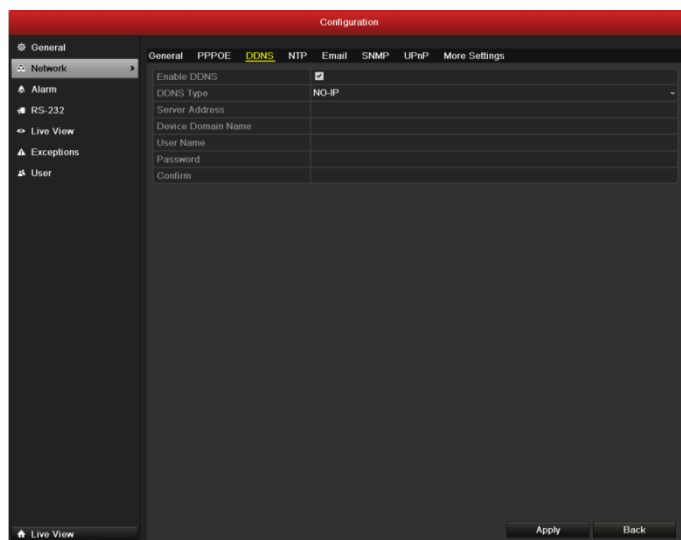 Configuration
General
Network
Alarm
RS-232
Live View
Exceptions
User
General PPPOE DDNS NTP Email SNMP UPnP More Settings
Enable DDNS
DDNS Type NO-IP
Server Address
Device Domain Name
User Name
Password
Confirm
Live View
Apply Back